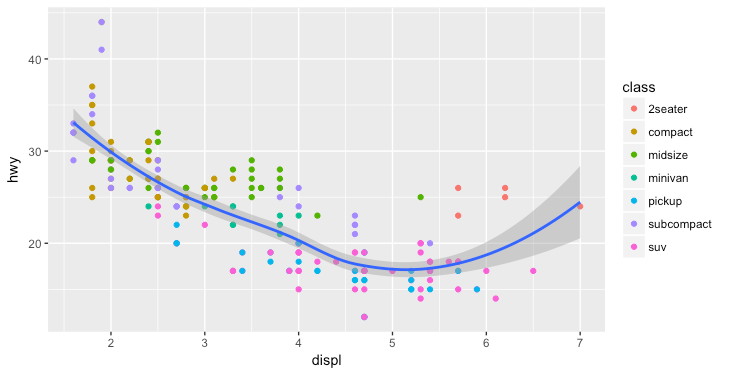 hwy
40
30
20
2 3 4 5 6 7
displ
class
2seater
compact
midsize
minivan
pickup
subcompact
suv